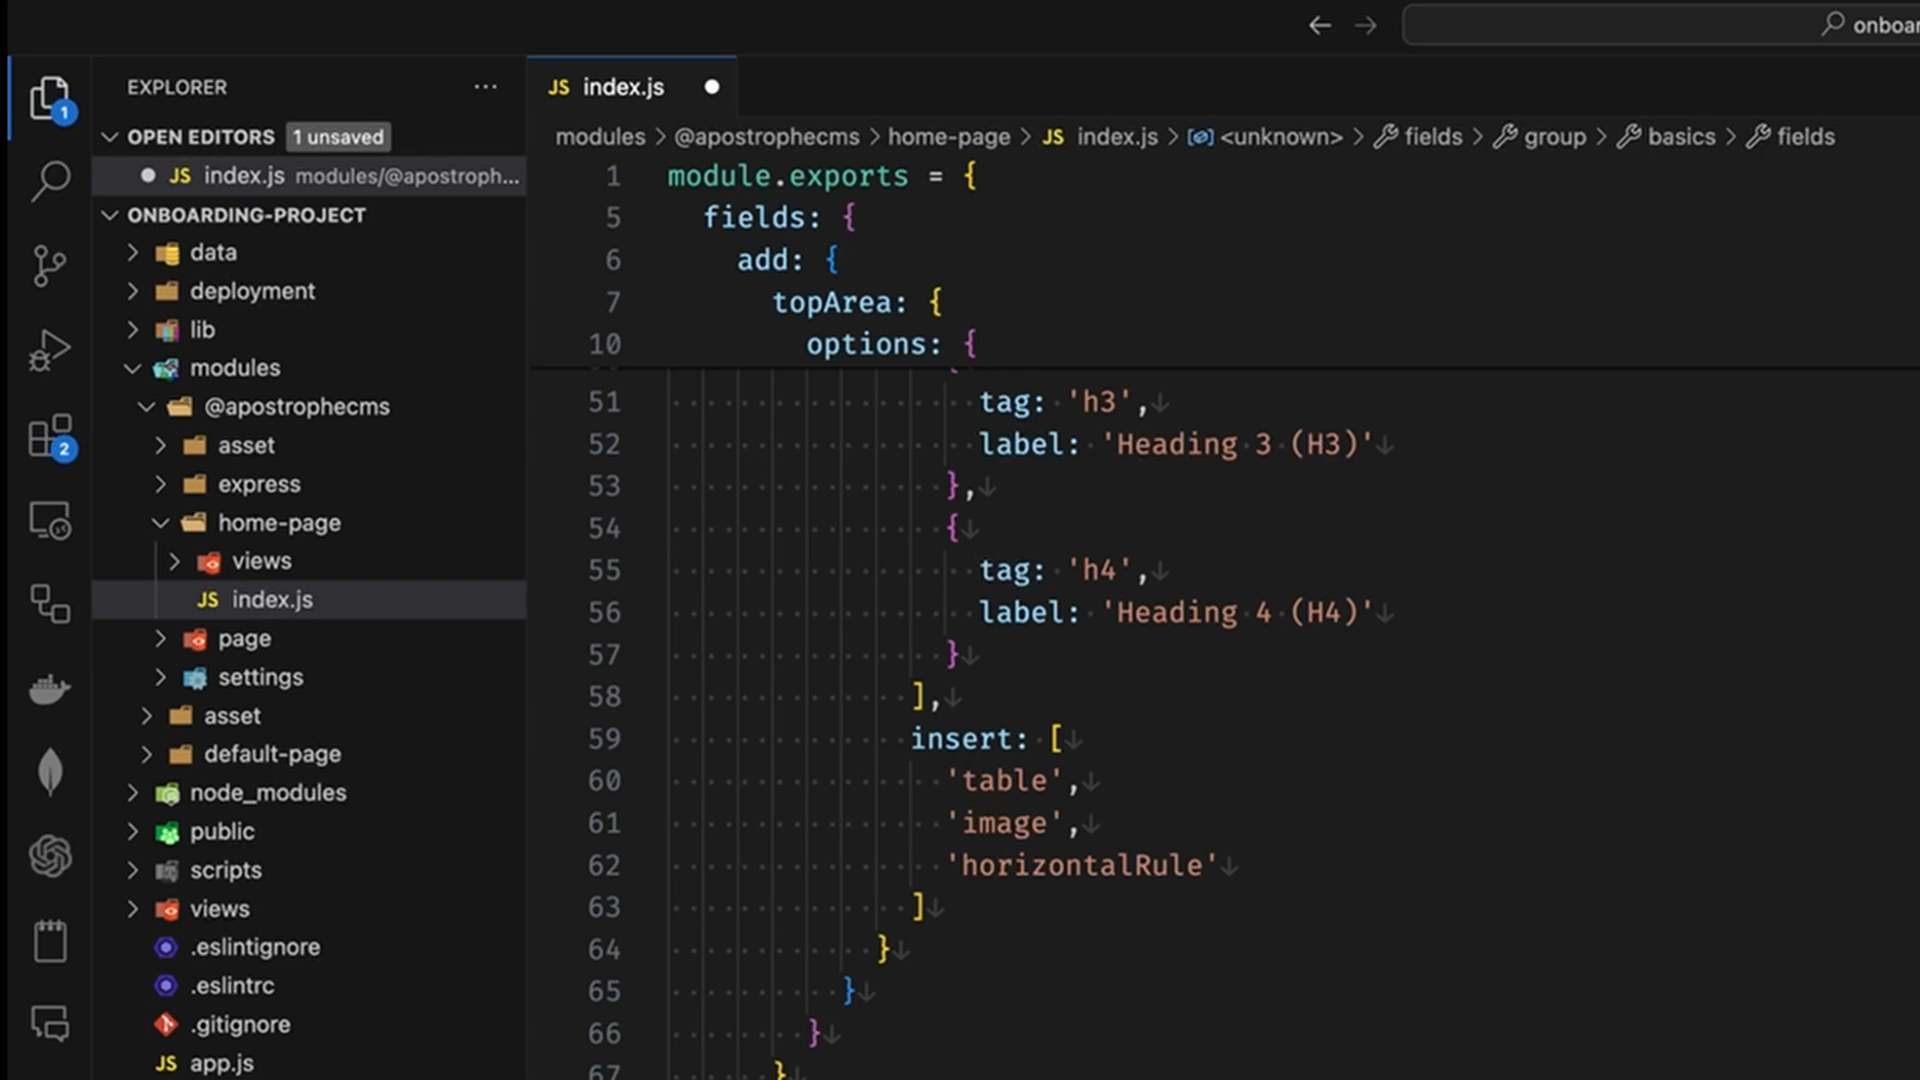 onboar
EXPLORER
JS index.js
OPEN EDITORS 1 unsaved
modules > @apostrophecms > home-page > JS index.js > <unknown> > fields > group > basics > fields
JS index.js modules/@apostroph...
ONBOARDING-PROJECT
data
deployment
lib
modules
@apostrophecms
asset
express
home-page
views
JS index.js
page
settings
asset
default-page
node_modules
public
scripts
views
.eslintignore
.eslintrc
.gitignore
JS app.js
1
2
1 module.exports = {
5 fields: {
6 add: {
7 topArea: {
10 options: {
51 tag: 'h3',
52 label: 'Heading 3 (H3)'
53 },
54 {
55 tag: 'h4',
56 label: 'Heading 4 (H4)'
57 }
58 ],
59 insert: [
60 'table',
61 'image',
62 'horizontalRule'
63 ]
64 }
65 }
66 }
67 }